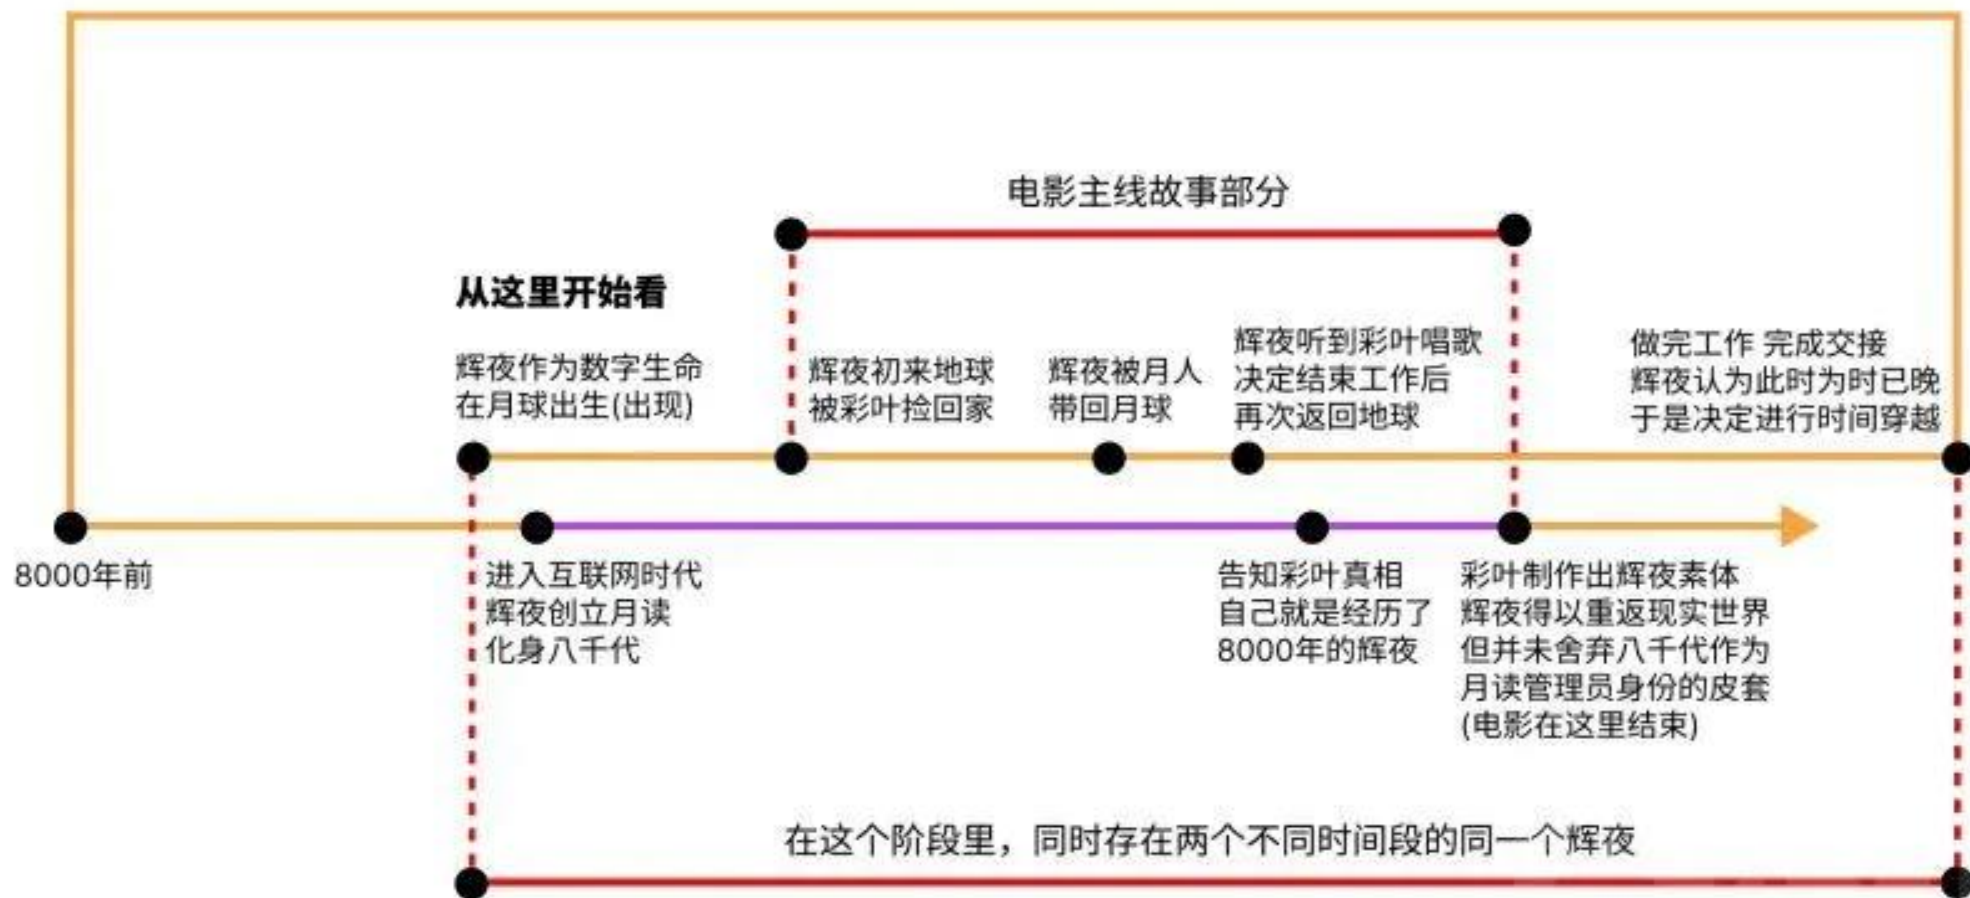 电影主线故事部分
从这里开始看
辉夜作为数字生命
在月球出生(出现)
辉夜初来地球
被彩叶捡回家
辉夜被月人
带回月球
辉夜听到彩叶唱歌
决定结束工作后
再次返回地球
做完工作 完成交接
辉夜认为此时为时已晚
于是决定进行时间穿越
8000年前
进入互联网时代
辉夜创立月读
化身八千代
告知彩叶真相
自己就是经历了
8000年的辉夜
彩叶制作出辉夜素体
辉夜得以重返现实世界
但并未舍弃八千代作为
月读管理员身份的皮套
(电影在这里结束)
在这个阶段里，同时存在两个不同时间段的同一个辉夜